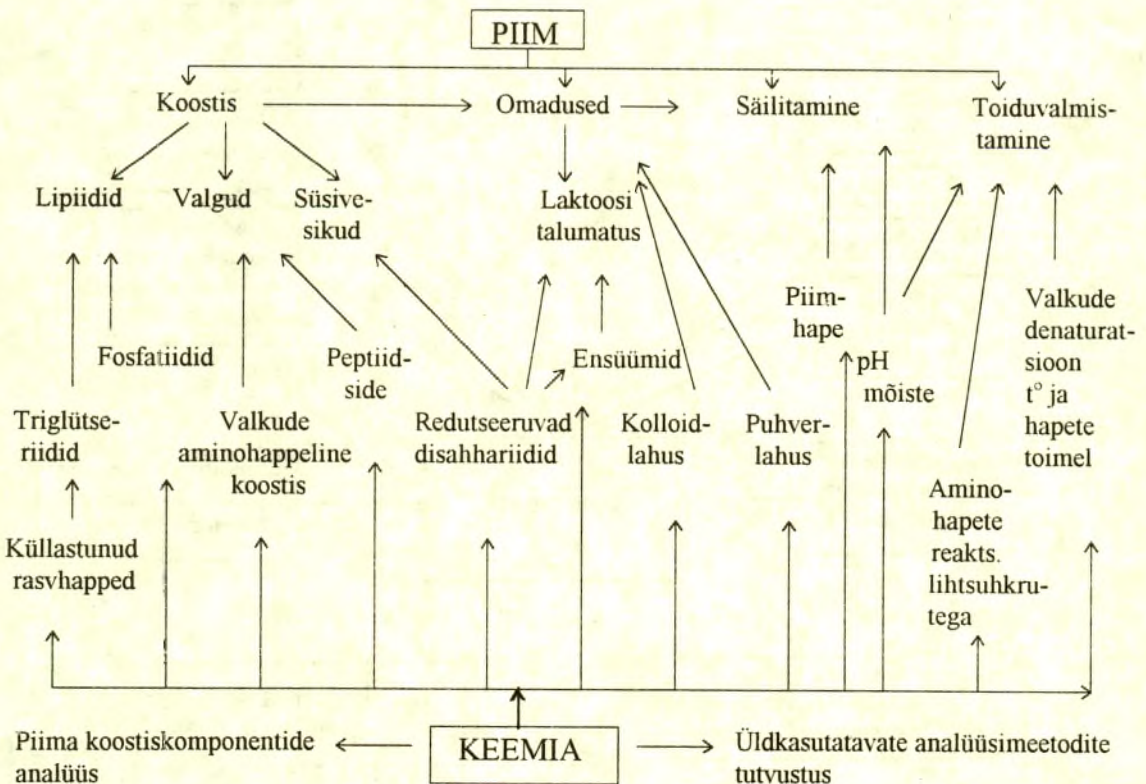 PIIM
Koostis
Omadused
Säilitamine
Toiduvalmis-
tamine
Lipiidid
Valgud
Süsive-
sikud
Laktoosi
talumatus
Piim-
hape
Valkude
denaturat-
sioon
t° ja
hapete
toimel
Fosfatiidid
Peptiid-
side
Ensüümid
pH
mõiste
Triglütse-
riidid
Valkude
aminohappeline
koostis
Redutseeruvad
disahhariidid
Kolloid-
lahus
Puhver-
lahus
Amino-
hapete
reakts.
lihtsuhkru-
tega
Küllastunud
rasvhapped
Piima koostiskomponentide
analüüs
KEEMIA
Üldkasutatavate analüüsimeetodite
tutvustus